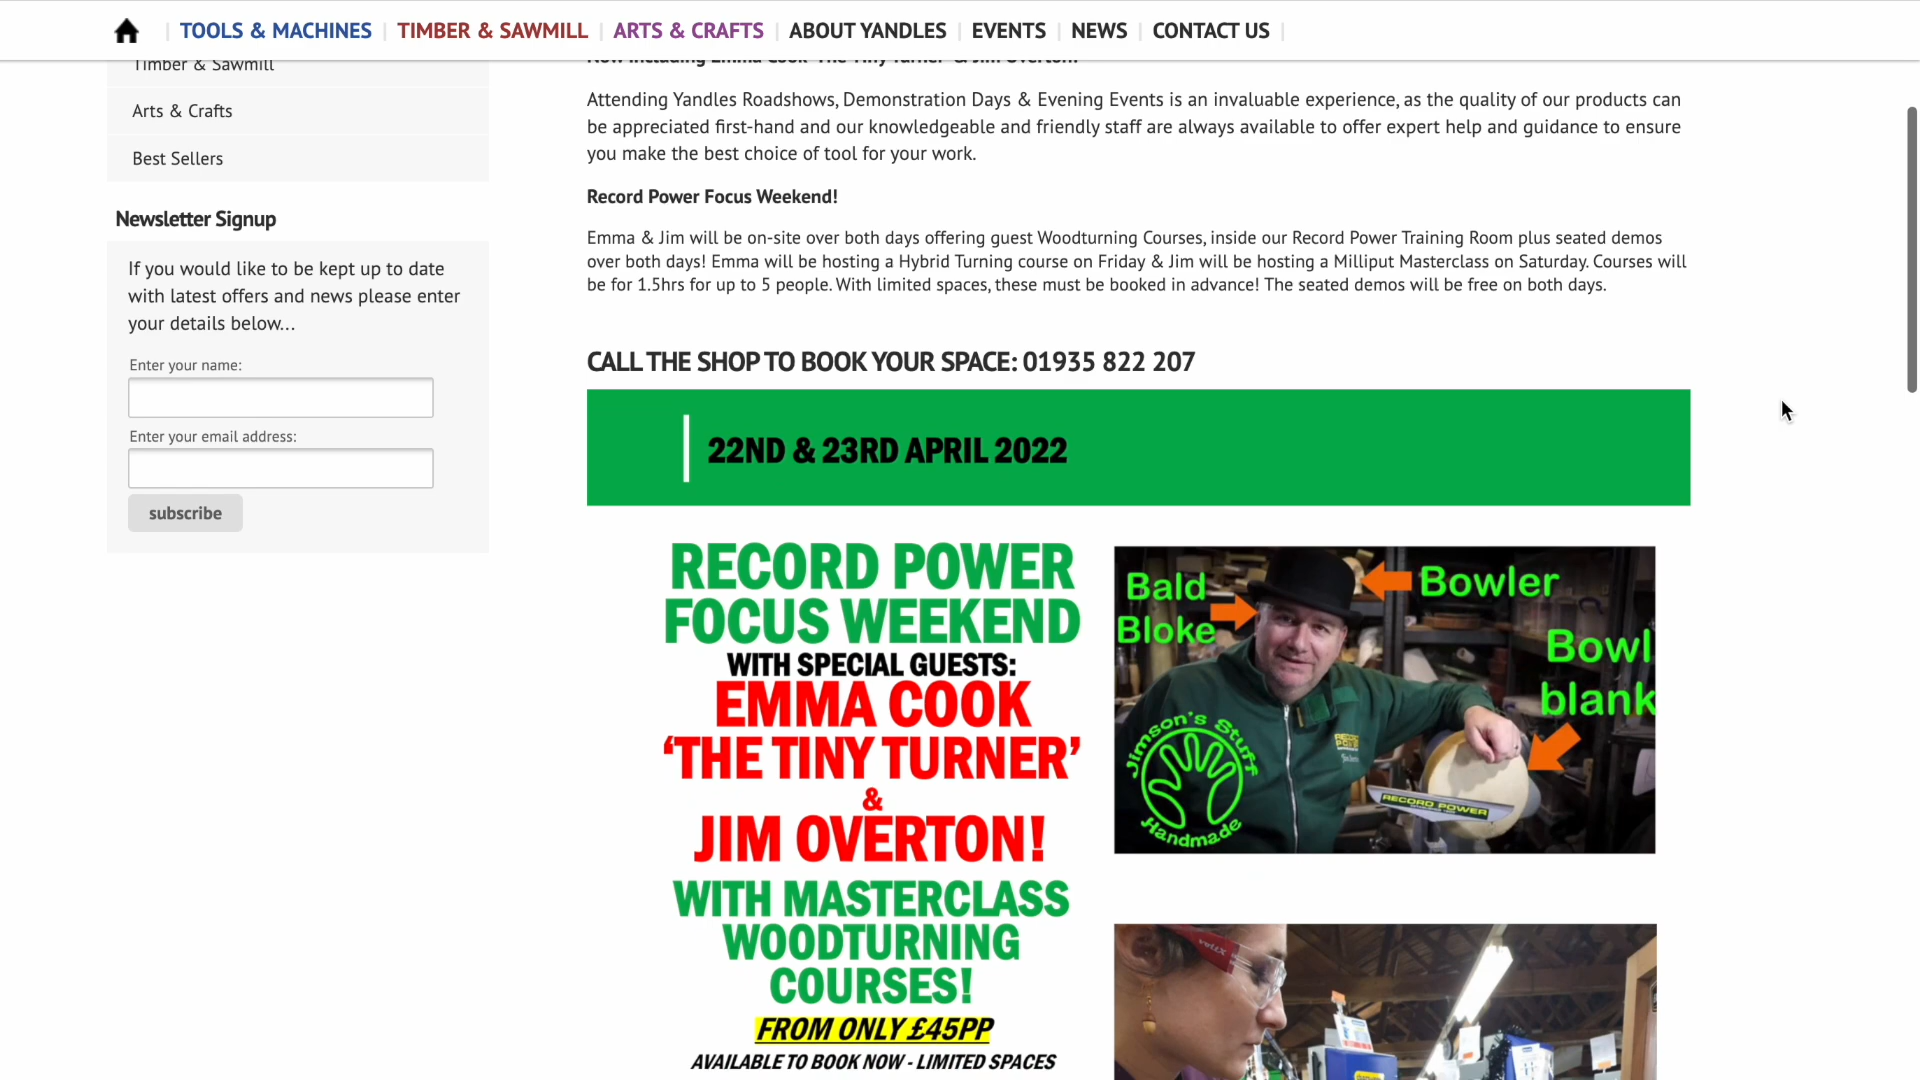 TOOLS & MACHINES TIMBER & SAWMILL ARTS & CRAFTS ABOUT YANDLES EVENTS NEWS CONTACT US
Timber & Sawmill
Arts & Crafts
Best Sellers
Newsletter Signup
If you would like to be kept up to date
with latest offers and news please enter
your details below...
Enter your name:
Enter your email address:
subscribe
Now including Emma Cook 'The Tiny Turner' & Jim Overton!
Attending Yandles Roadshows, Demonstration Days & Evening Events is an invaluable experience, as the quality of our products can
be appreciated first-hand and our knowledgeable and friendly staff are always available to offer expert help and guidance to ensure
you make the best choice of tool for your work.
Record Power Focus Weekend!
Emma & Jim will be on-site over both days offering guest Woodturning Courses, inside our Record Power Training Room plus seated demos
over both days! Emma will be hosting a Hybrid Turning course on Friday & Jim will be hosting a Milliput Masterclass on Saturday. Courses will
be for 1.5hrs for up to 5 people. With limited spaces, these must be booked in advance! The seated demos will be free on both days.
CALL THE SHOP TO BOOK YOUR SPACE: 01935 822 207
22ND & 23RD APRIL 2022
RECORD POWER
FOCUS WEEKEND
WITH SPECIAL GUESTS:
EMMA COOK
‘THE TINY TURNER’
&
JIM OVERTON!
WITH MASTERCLASS
WOODTURNING
COURSES!
FROM ONLY £45PP
AVAILABLE TO BOOK NOW - LIMITED SPACES
Bald
Bloke
Bowler
Bowl
blank
Jimson's Stuff
Handmade
RECORD POWER